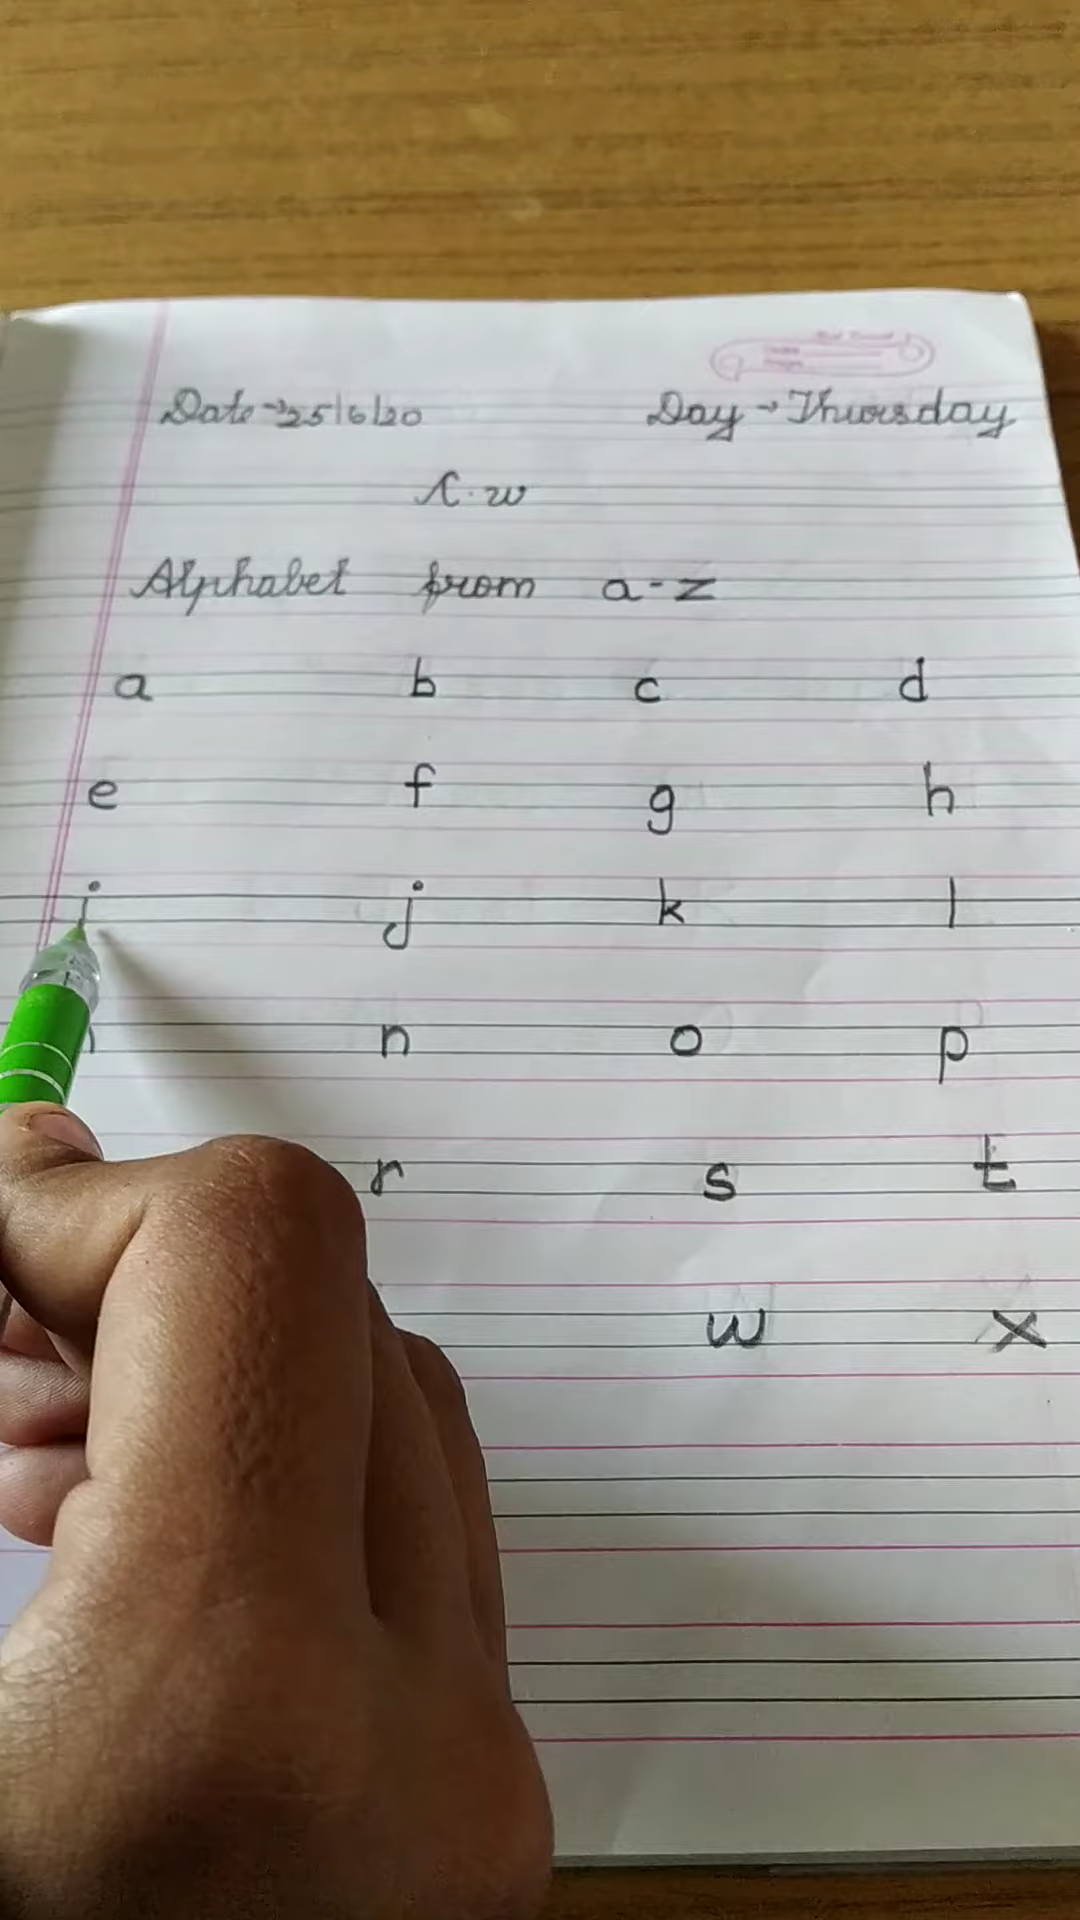 Date→25/6/20 Day→Thursday
C.w
Alphabet from a-z
a b c d
e f g h
i j k l
n o p
r s t
w x